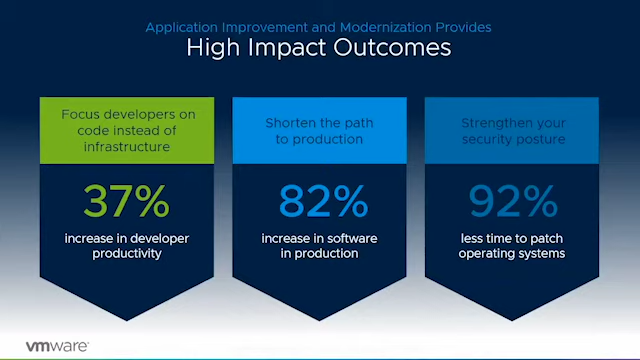 Application Improvement and Modernization Provides
High Impact Outcomes
Focus developers on
code instead of
infrastructure
37%
increase in developer
productivity
Shorten the path
to production
82%
increase in software
in production
Strengthen your
security posture
92%
less time to patch
operating systems
vmware